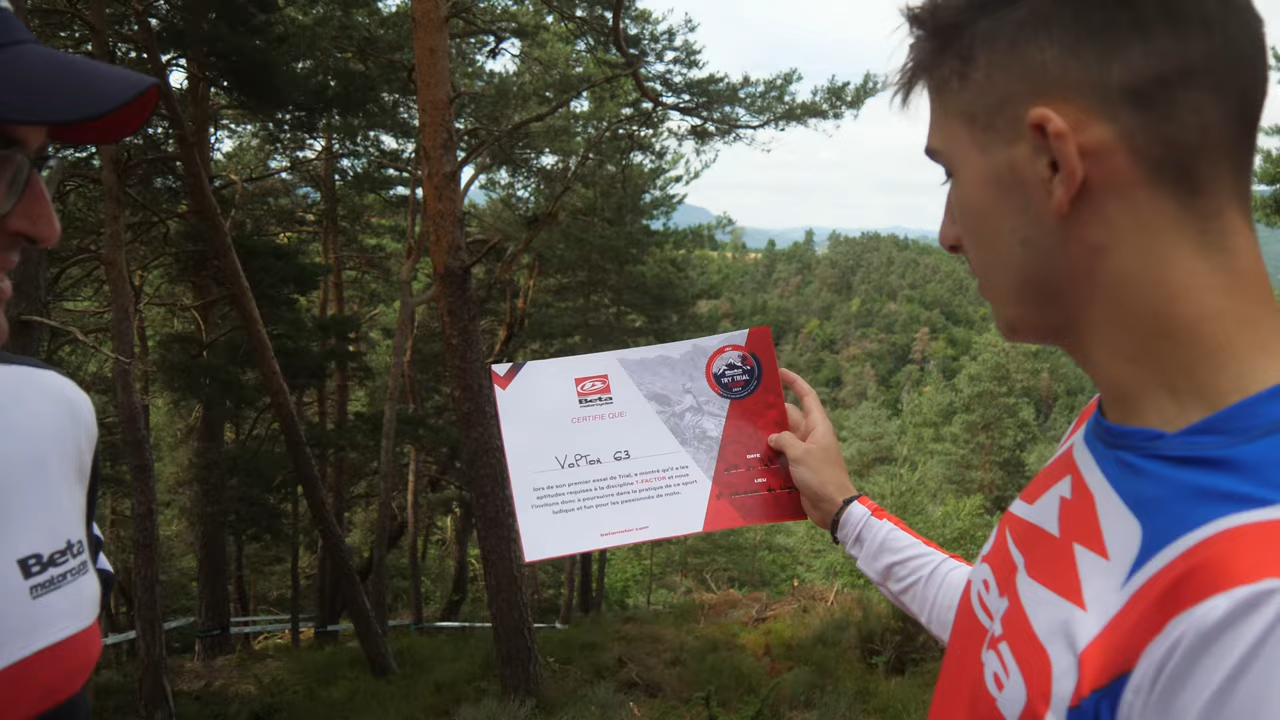 Beta
motorcycles
CERTIFIE QUE:
VOPTOR 63
lors de son premier essai de Trial, a montré qu'il a les
aptitudes requises à la discipline T-FACTOR et nous
l'invitons donc à poursuivre dans la pratique de ce sport
ludique et fun pour les passionnés de moto.
betamotor.com
TRY TRIAL
DATE
LIEU
Beta
Beta